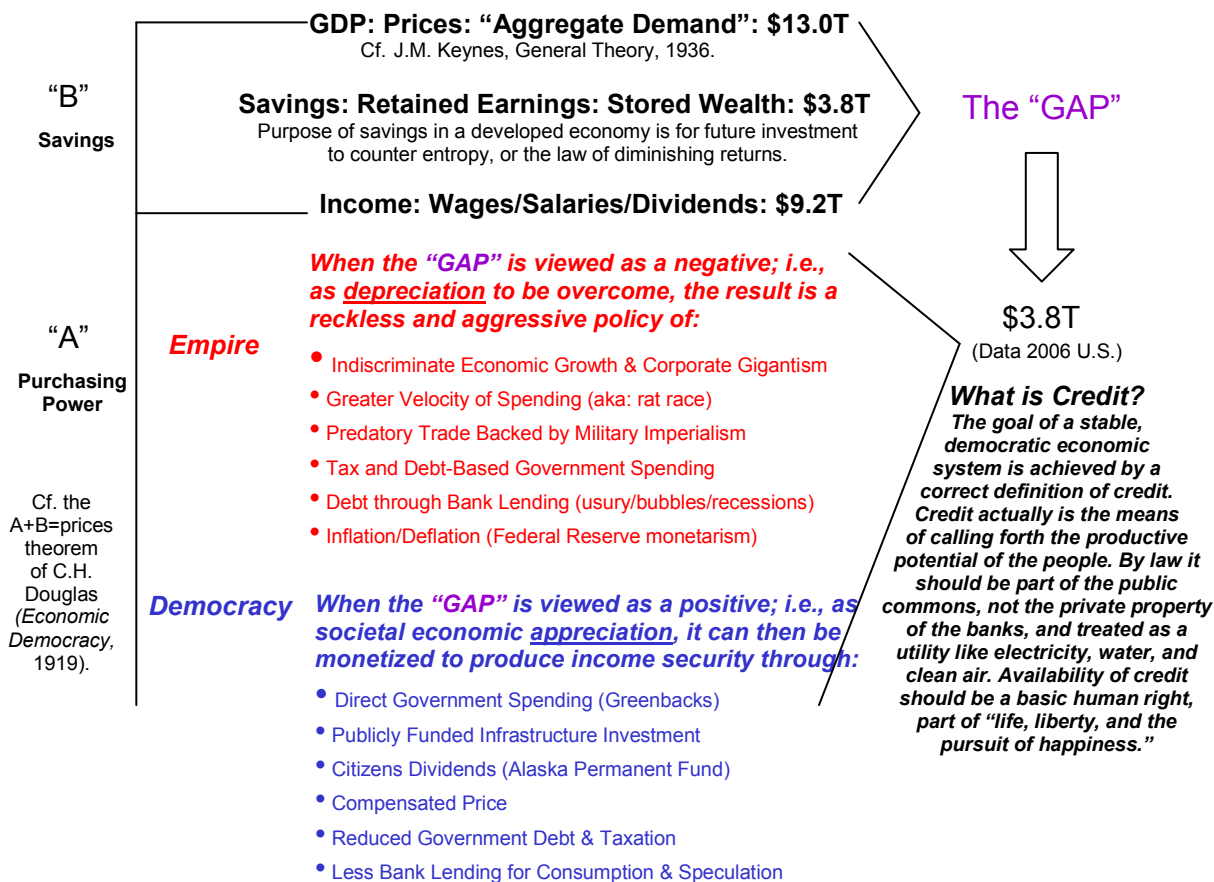 GDP: Prices: “Aggregate Demand”: $13.0T
Cf. J.M. Keynes, General Theory, 1936.
“B”
Savings
Savings: Retained Earnings: Stored Wealth: $3.8T
Purpose of savings in a developed economy is for future investment
to counter entropy, or the law of diminishing returns.
The “GAP”
Income: Wages/Salaries/Dividends: $9.2T
“A”
Purchasing
Power
Cf. the
A+B=prices
theorem
of C.H.
Douglas
(Economic
Democracy,
1919).
Empire
When the “GAP” is viewed as a negative; i.e.,
as depreciation to be overcome, the result is a
reckless and aggressive policy of:
• Indiscriminate Economic Growth & Corporate Gigantism
• Greater Velocity of Spending (aka: rat race)
• Predatory Trade Backed by Military Imperialism
• Tax and Debt-Based Government Spending
• Debt through Bank Lending (usury/bubbles/recessions)
• Inflation/Deflation (Federal Reserve monetarism)
Democracy
When the “GAP” is viewed as a positive; i.e., as
societal economic appreciation, it can then be
monetized to produce income security through:
• Direct Government Spending (Greenbacks)
• Publicly Funded Infrastructure Investment
• Citizens Dividends (Alaska Permanent Fund)
• Compensated Price
• Reduced Government Debt & Taxation
• Less Bank Lending for Consumption & Speculation
$3.8T
(Data 2006 U.S.)
What is Credit?
The goal of a stable,
democratic economic
system is achieved by a
correct definition of credit.
Credit actually is the means
of calling forth the productive
potential of the people. By law it
should be part of the public
commons, not the private property
of the banks, and treated as a
utility like electricity, water, and
clean air. Availability of credit
should be a basic human right,
part of “life, liberty, and the
pursuit of happiness.”